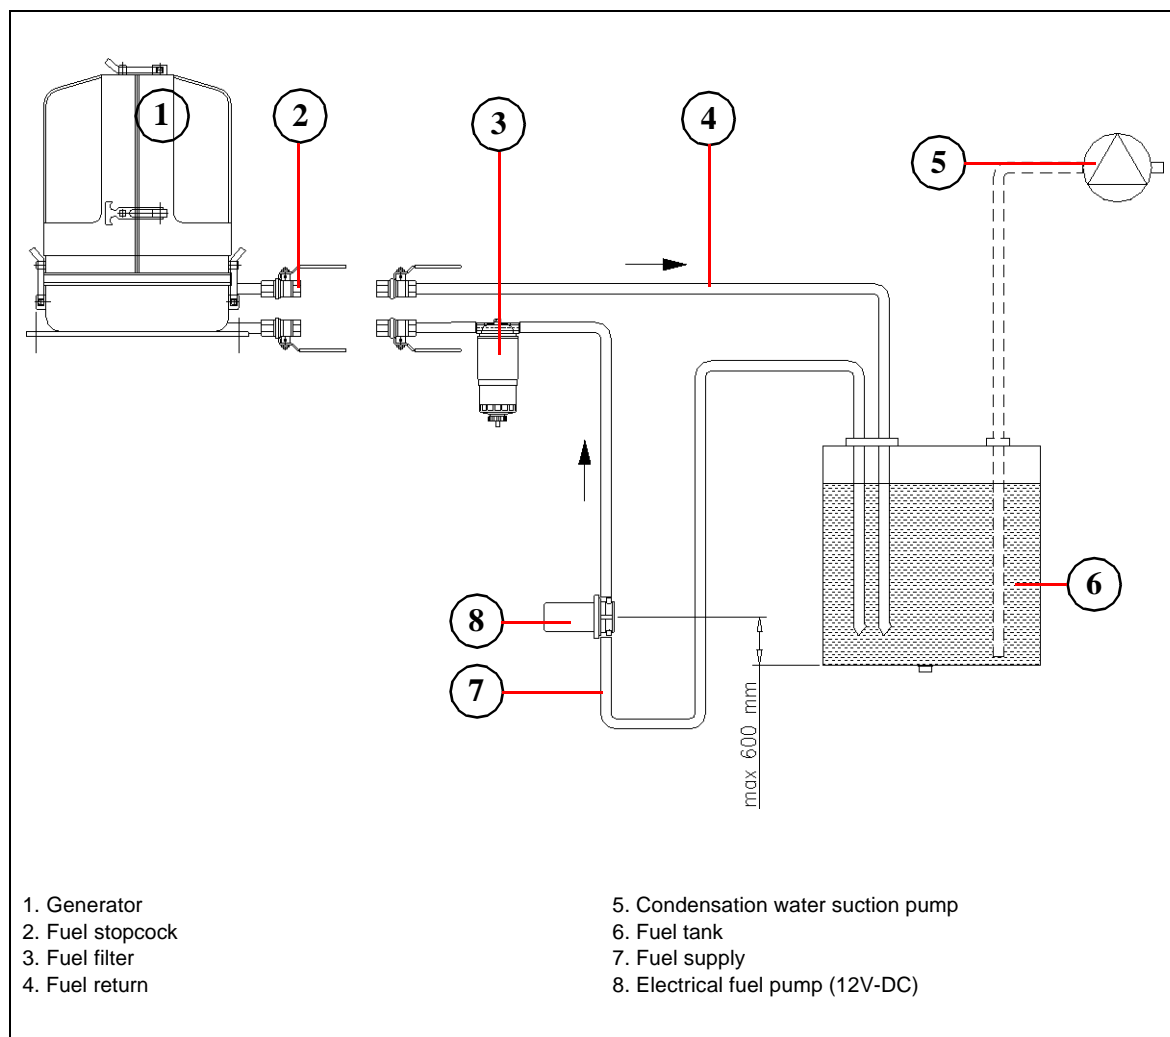 1
2
3
4
5
6
8
7
max 600 mm
1. Generator
2. Fuel stopcock
3. Fuel filter
4. Fuel return
5. Condensation water suction pump
6. Fuel tank
7. Fuel supply
8. Electrical fuel pump (12V-DC)